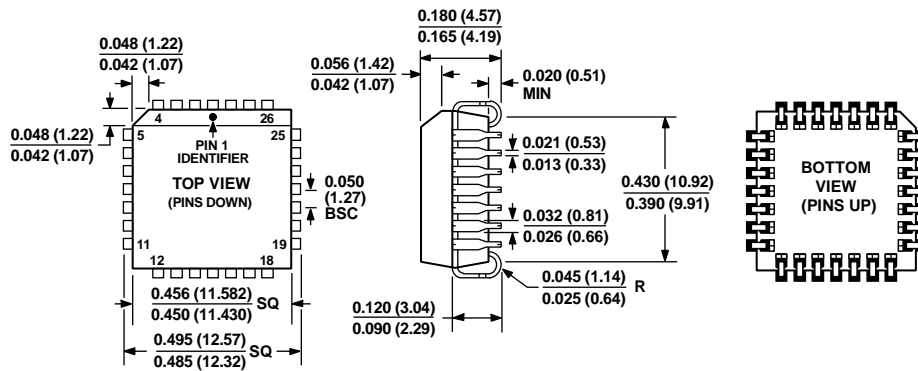 0.048 (1.22)
0.042 (1.07)
0.048 (1.22)
0.042 (1.07)
4
26
5
25
PIN 1
IDENTIFIER
TOP VIEW
(PINS DOWN)
11
19
12
18
0.050
(1.27)
BSC
0.456 (11.582)
0.450 (11.430)
SQ
0.495 (12.57)
0.485 (12.32)
SQ
0.180 (4.57)
0.165 (4.19)
0.056 (1.42)
0.042 (1.07)
0.020 (0.51)
MIN
0.021 (0.53)
0.013 (0.33)
0.032 (0.81)
0.026 (0.66)
0.430 (10.92)
0.390 (9.91)
0.045 (1.14)
0.025 (0.64)
R
0.120 (3.04)
0.090 (2.29)
BOTTOM
VIEW
(PINS UP)